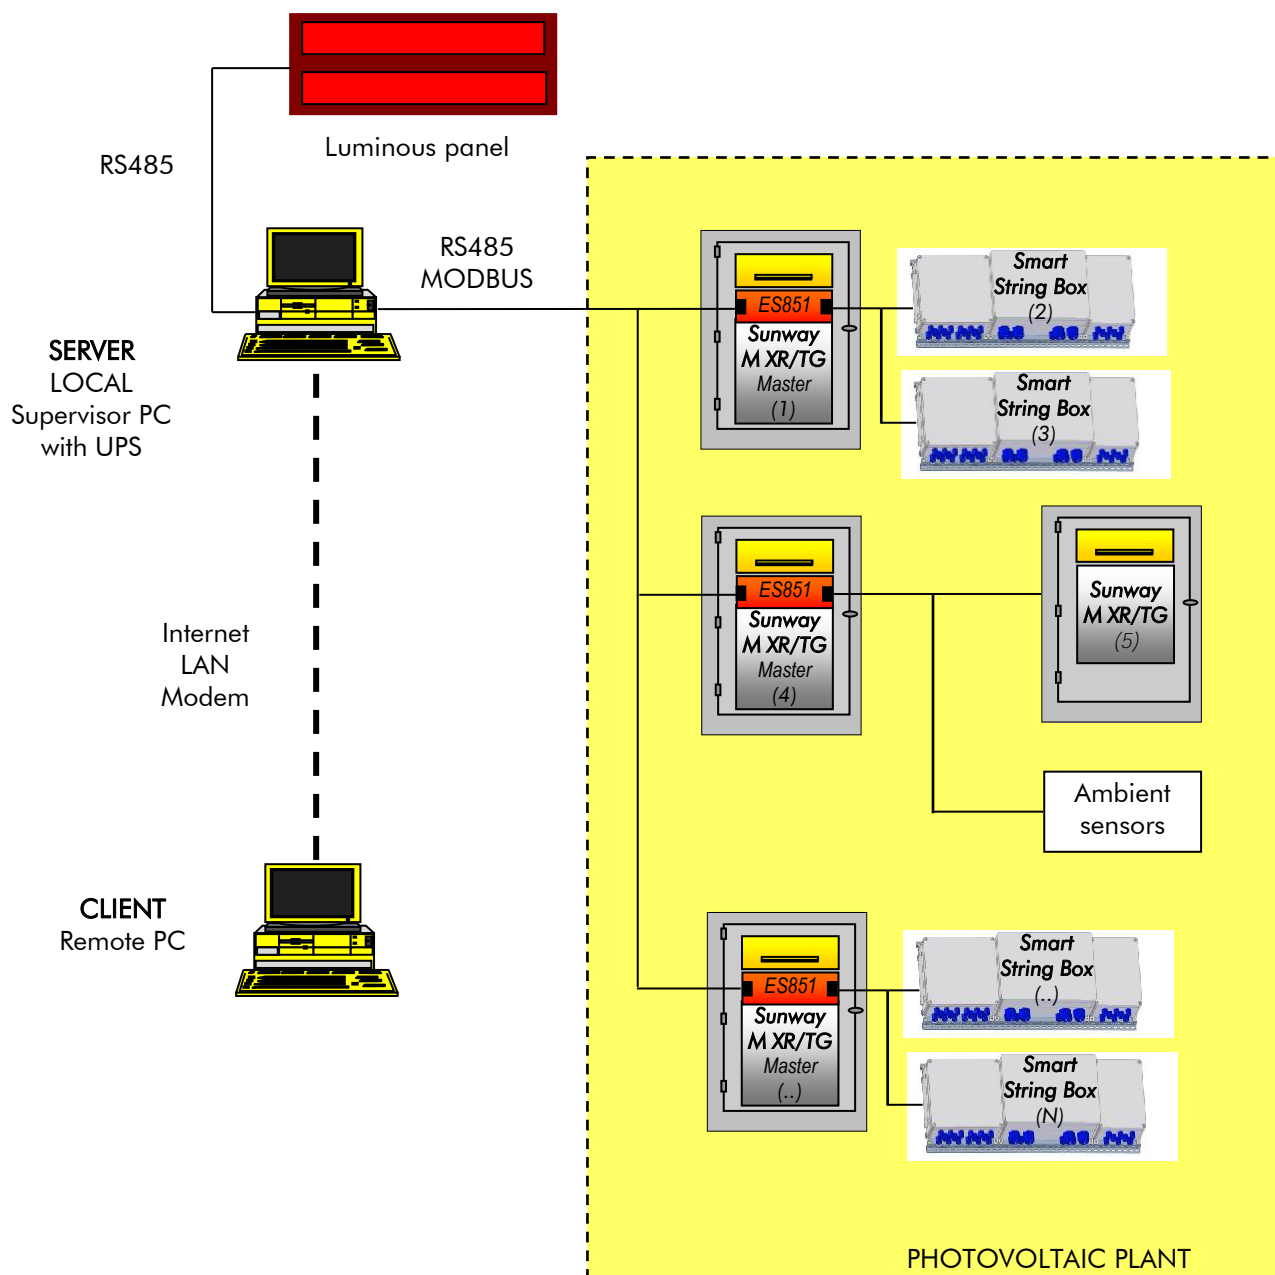 Luminous panel
RS485
RS485
MODBUS
SERVER
LOCAL
Supervisor PC
with UPS
Internet
LAN
Modem
CLIENT
Remote PC
ES851
Sunway
M XR/TG
Master
(1)
Smart
String Box
(2)
Smart
String Box
(3)
ES851
Sunway
M XR/TG
Master
(4)
Sunway
M XR/TG
(5)
Ambient
sensors
ES851
Sunway
M XR/TG
Master
(..)
Smart
String Box
(..)
Smart
String Box
(N)
PHOTOVOLTAIC PLANT